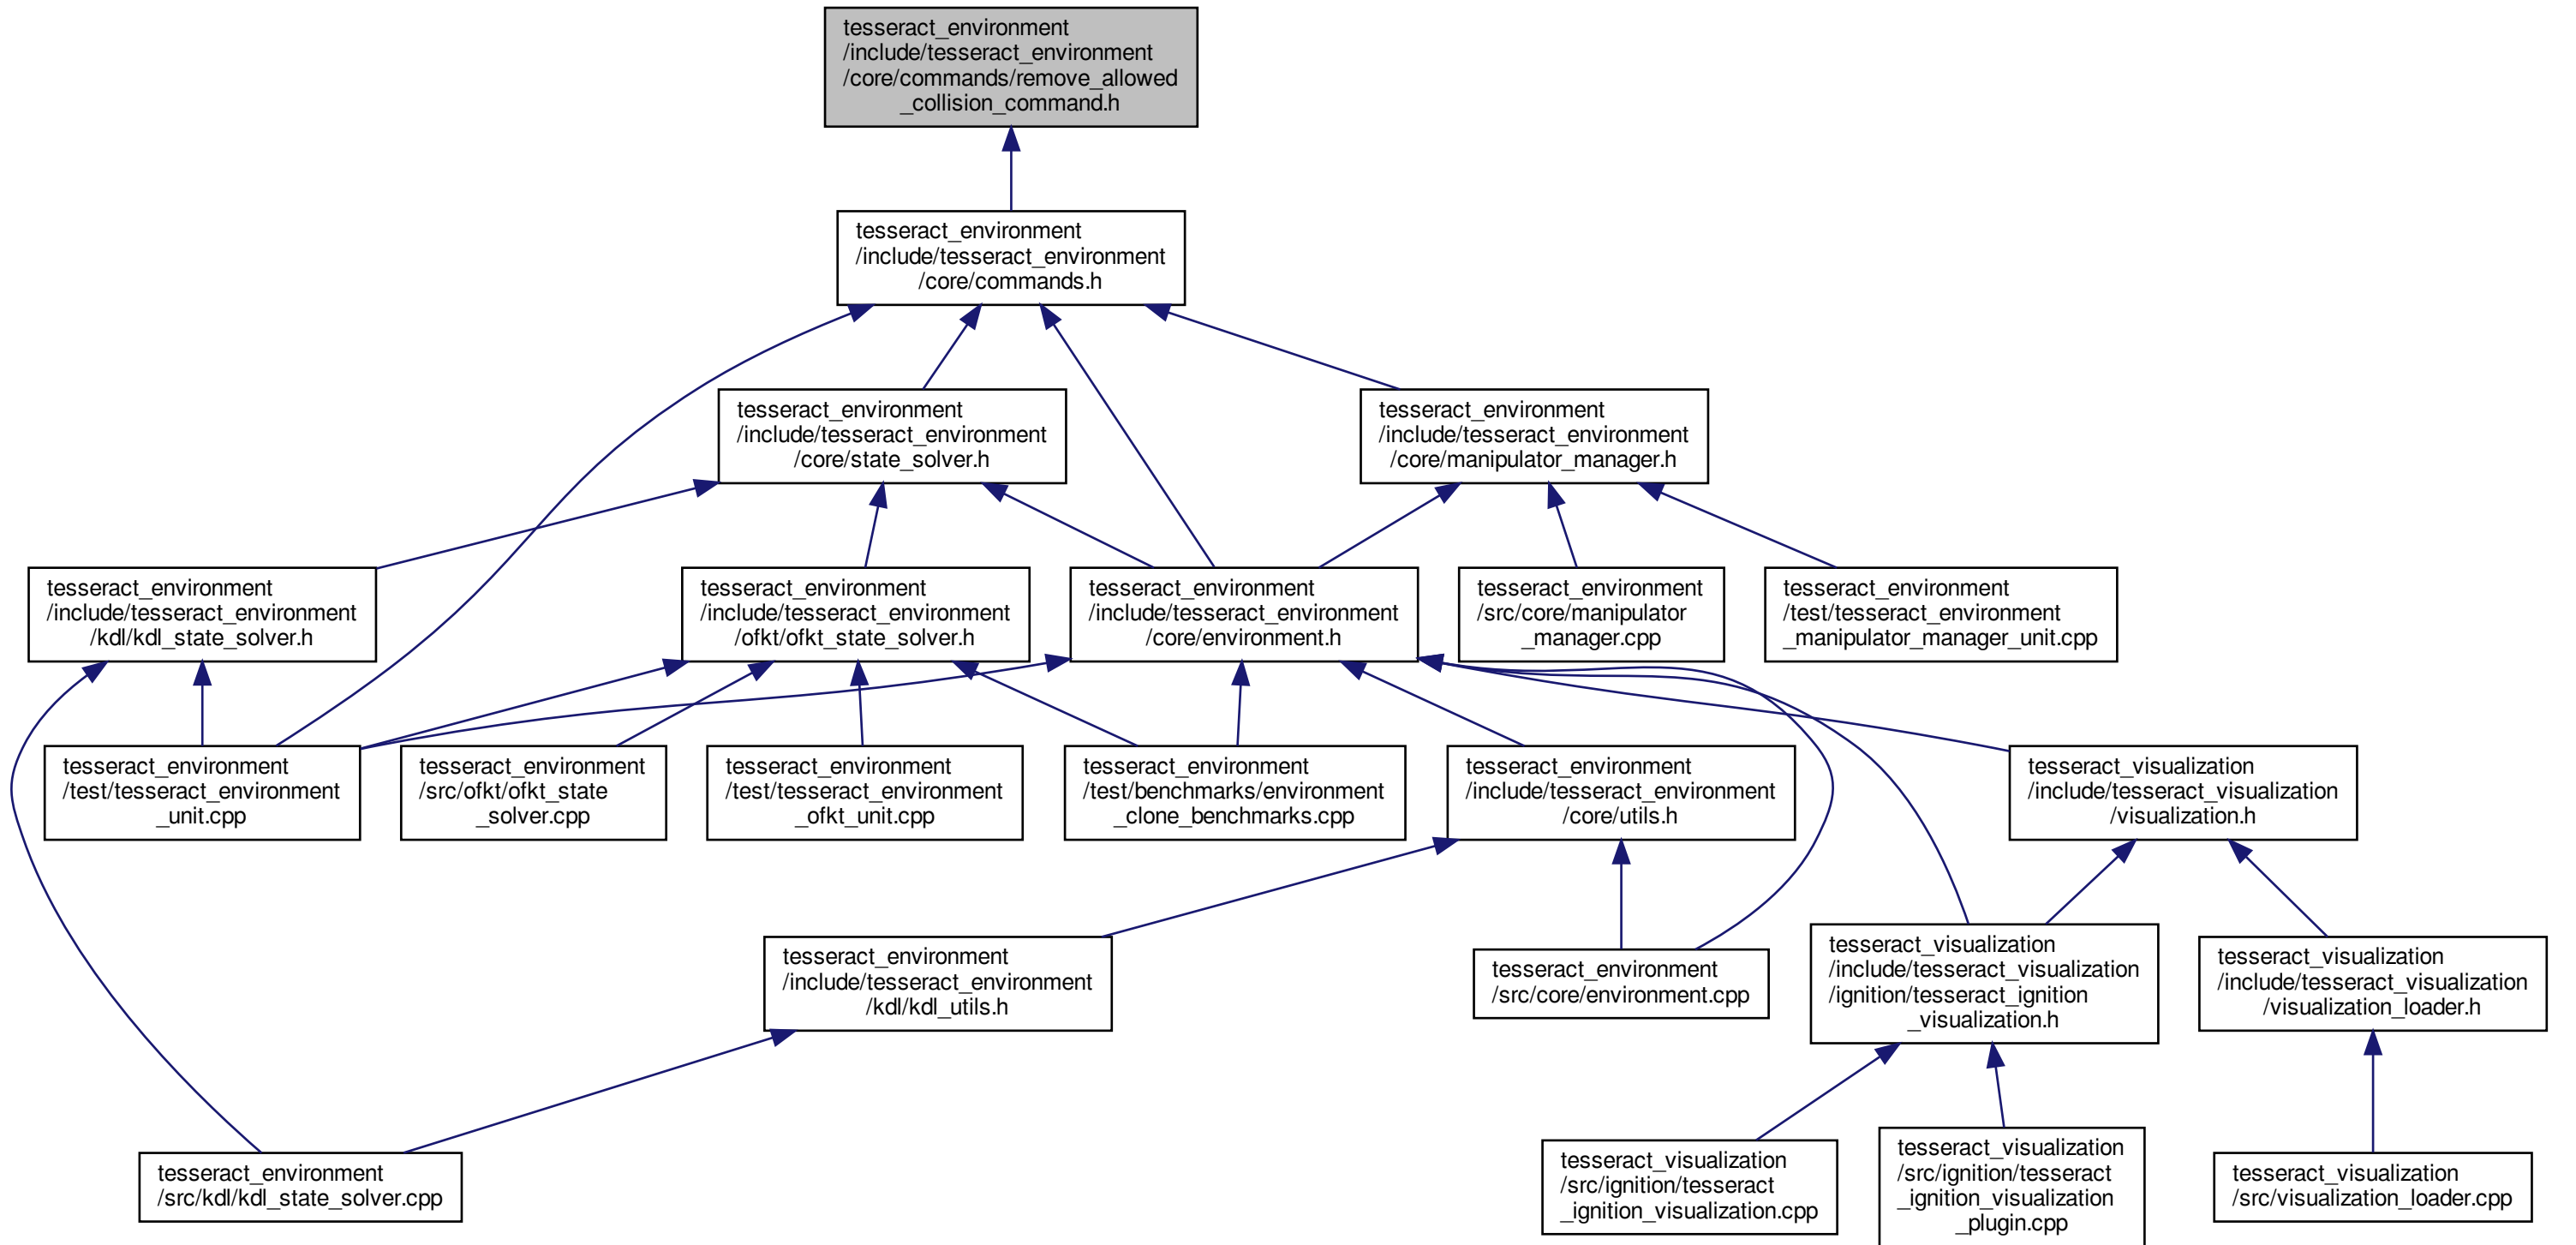 tesseract_environment
/include/tesseract_environment
/core/commands/remove_allowed
_collision_command.h
tesseract_environment
/include/tesseract_environment
/core/commands.h
tesseract_environment
/include/tesseract_environment
/core/state_solver.h
tesseract_environment
/include/tesseract_environment
/core/manipulator_manager.h
tesseract_environment
/include/tesseract_environment
/kdl/kdl_state_solver.h
tesseract_environment
/include/tesseract_environment
/ofkt/ofkt_state_solver.h
tesseract_environment
/include/tesseract_environment
/core/environment.h
tesseract_environment
/src/core/manipulator
_manager.cpp
tesseract_environment
/test/tesseract_environment
_manipulator_manager_unit.cpp
tesseract_environment
/test/tesseract_environment
_unit.cpp
tesseract_environment
/src/ofkt/ofkt_state
_solver.cpp
tesseract_environment
/test/tesseract_environment
_ofkt_unit.cpp
tesseract_environment
/test/benchmarks/environment
_clone_benchmarks.cpp
tesseract_environment
/include/tesseract_environment
/core/utils.h
tesseract_visualization
/include/tesseract_visualization
/visualization.h
tesseract_environment
/include/tesseract_environment
/kdl/kdl_utils.h
tesseract_environment
/src/core/environment.cpp
tesseract_visualization
/include/tesseract_visualization
/ignition/tesseract_ignition
_visualization.h
tesseract_visualization
/include/tesseract_visualization
/visualization_loader.h
tesseract_environment
/src/kdl/kdl_state_solver.cpp
tesseract_visualization
/src/ignition/tesseract
_ignition_visualization.cpp
tesseract_visualization
/src/ignition/tesseract
_ignition_visualization
_plugin.cpp
tesseract_visualization
/src/visualization_loader.cpp